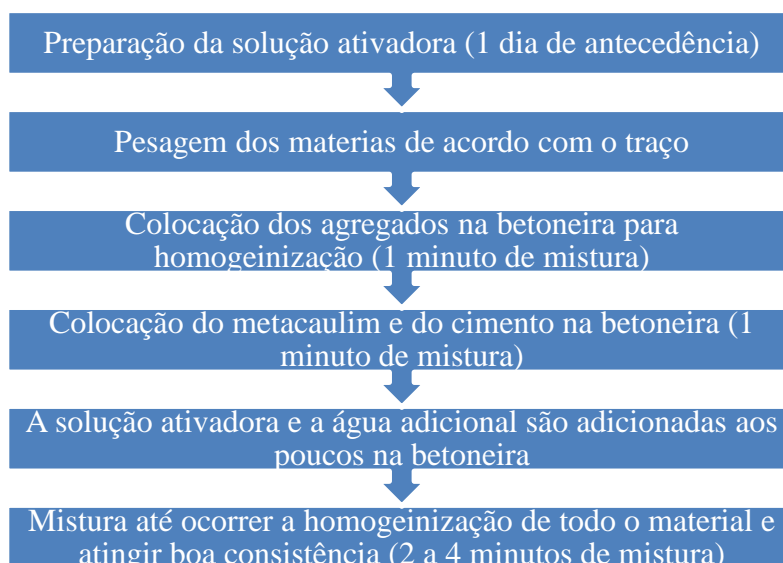 Preparação da solução ativadora (1 dia de antecedência)
Pesagem dos materias de acordo com o traço
Colocação dos agregados na betoneira para
homogeinização (1 minuto de mistura)
Colocação do metacaulim e do cimento na betoneira (1
minuto de mistura)
A solução ativadora e a água adicional são adicionadas aos
poucos na betoneira
Mistura até ocorrer a homogeinização de todo o material e
atingir boa consistência (2 a 4 minutos de mistura)